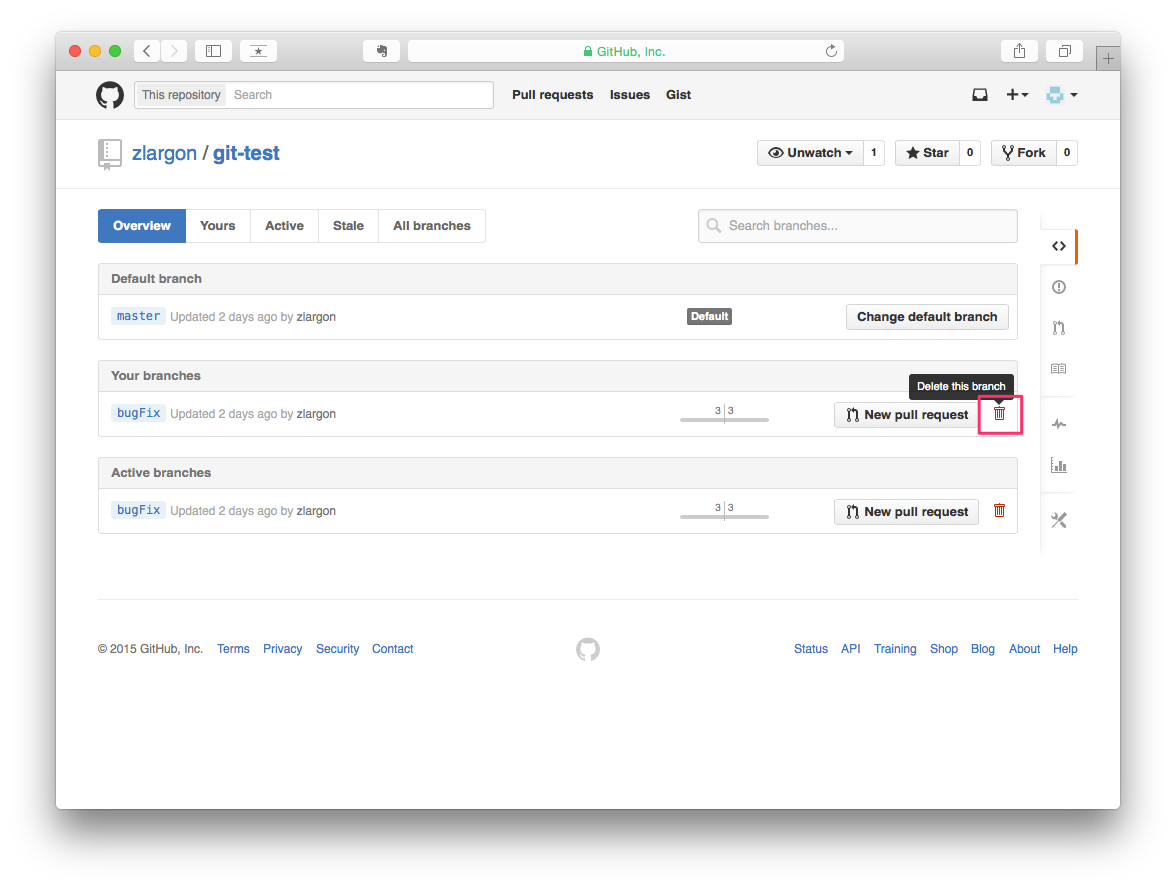 GitHub, Inc.
This repository Search Pull requests Issues Gist
zlargon / git-test Unwatch 1 Star 0 Fork 0
Overview Yours Active Stale All branches Search branches...
Default branch
master Updated 2 days ago by zlargon Default Change default branch
Your branches
Delete this branch
bugFix Updated 2 days ago by zlargon 3 3 New pull request
Active branches
bugFix Updated 2 days ago by zlargon 3 3 New pull request
© 2015 GitHub, Inc. Terms Privacy Security Contact Status API Training Shop Blog About Help